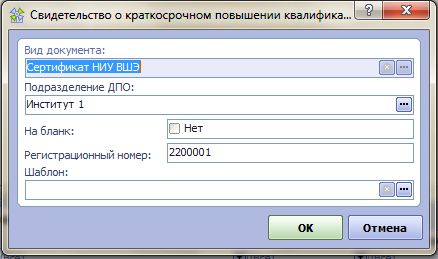 Свидетельство о краткосрочном повышении квалифика...
Вид документа:
Сертификат НИУ ВШЭ
Подразделение ДПО:
Институт 1
На бланк:
Нет
Регистрационный номер:
2200001
Шаблон:
ОК
Отмена